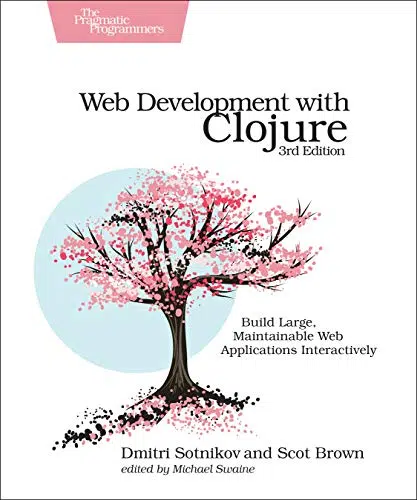 The
Pragmatic
Programmers
Web Development with
Clojure
3rd Edition
Build Large,
Maintainable Web
Applications Interactively
Dmitri Sotnikov and Scot Brown
edited by Michael Swaine